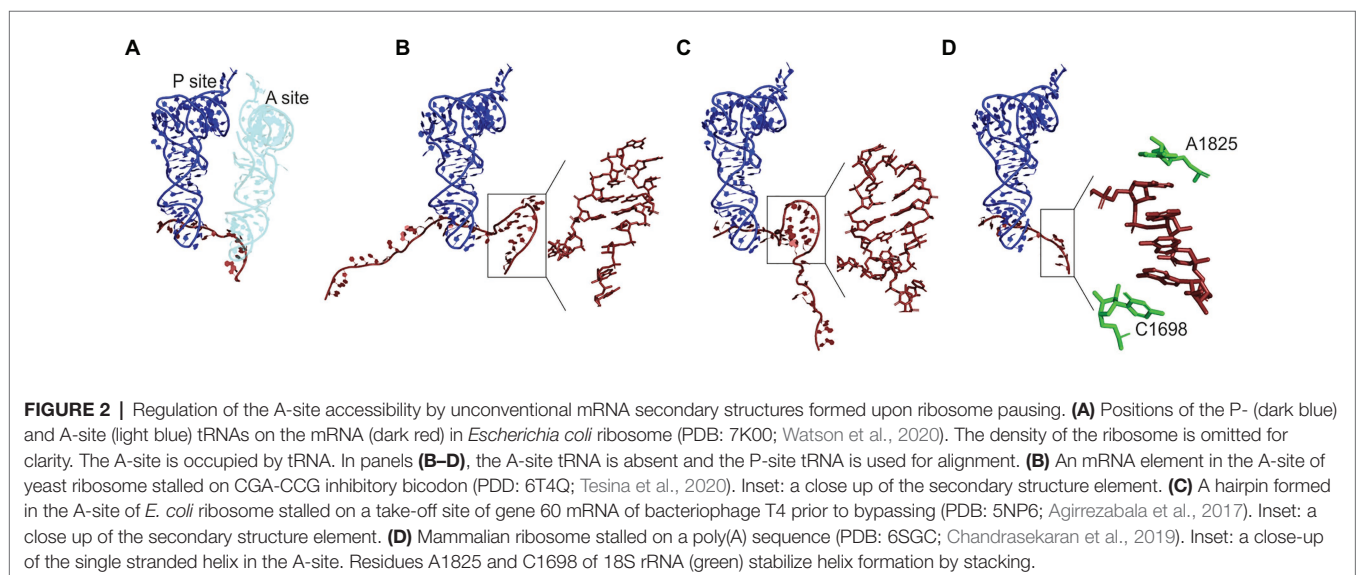 A
B
C
D
P site
A site
A1825
C1698
FIGURE 2 | Regulation of the A-site accessibility by unconventional mRNA secondary structures formed upon ribosome pausing. (A) Positions of the P- (dark blue)
and A-site (light blue) tRNAs on the mRNA (dark red) in Escherichia coli ribosome (PDB: 7K00; Watson et al., 2020). The density of the ribosome is omitted for
clarity. The A-site is occupied by tRNA. In panels (B–D), the A-site tRNA is absent and the P-site tRNA is used for alignment. (B) An mRNA element in the A-site of
yeast ribosome stalled on CGA-CCG inhibitory bicodon (PDD: 6T4Q; Tesina et al., 2020). Inset: a close up of the secondary structure element. (C) A hairpin formed
in the A-site of E. coli ribosome stalled on a take-off site of gene 60 mRNA of bacteriophage T4 prior to bypassing (PDB: 5NP6; Agirrezabala et al., 2017). Inset: a
close up of the secondary structure element. (D) Mammalian ribosome stalled on a poly(A) sequence (PDB: 6SGC; Chandrasekaran et al., 2019). Inset: a close-up
of the single stranded helix in the A-site. Residues A1825 and C1698 of 18S rRNA (green) stabilize helix formation by stacking.